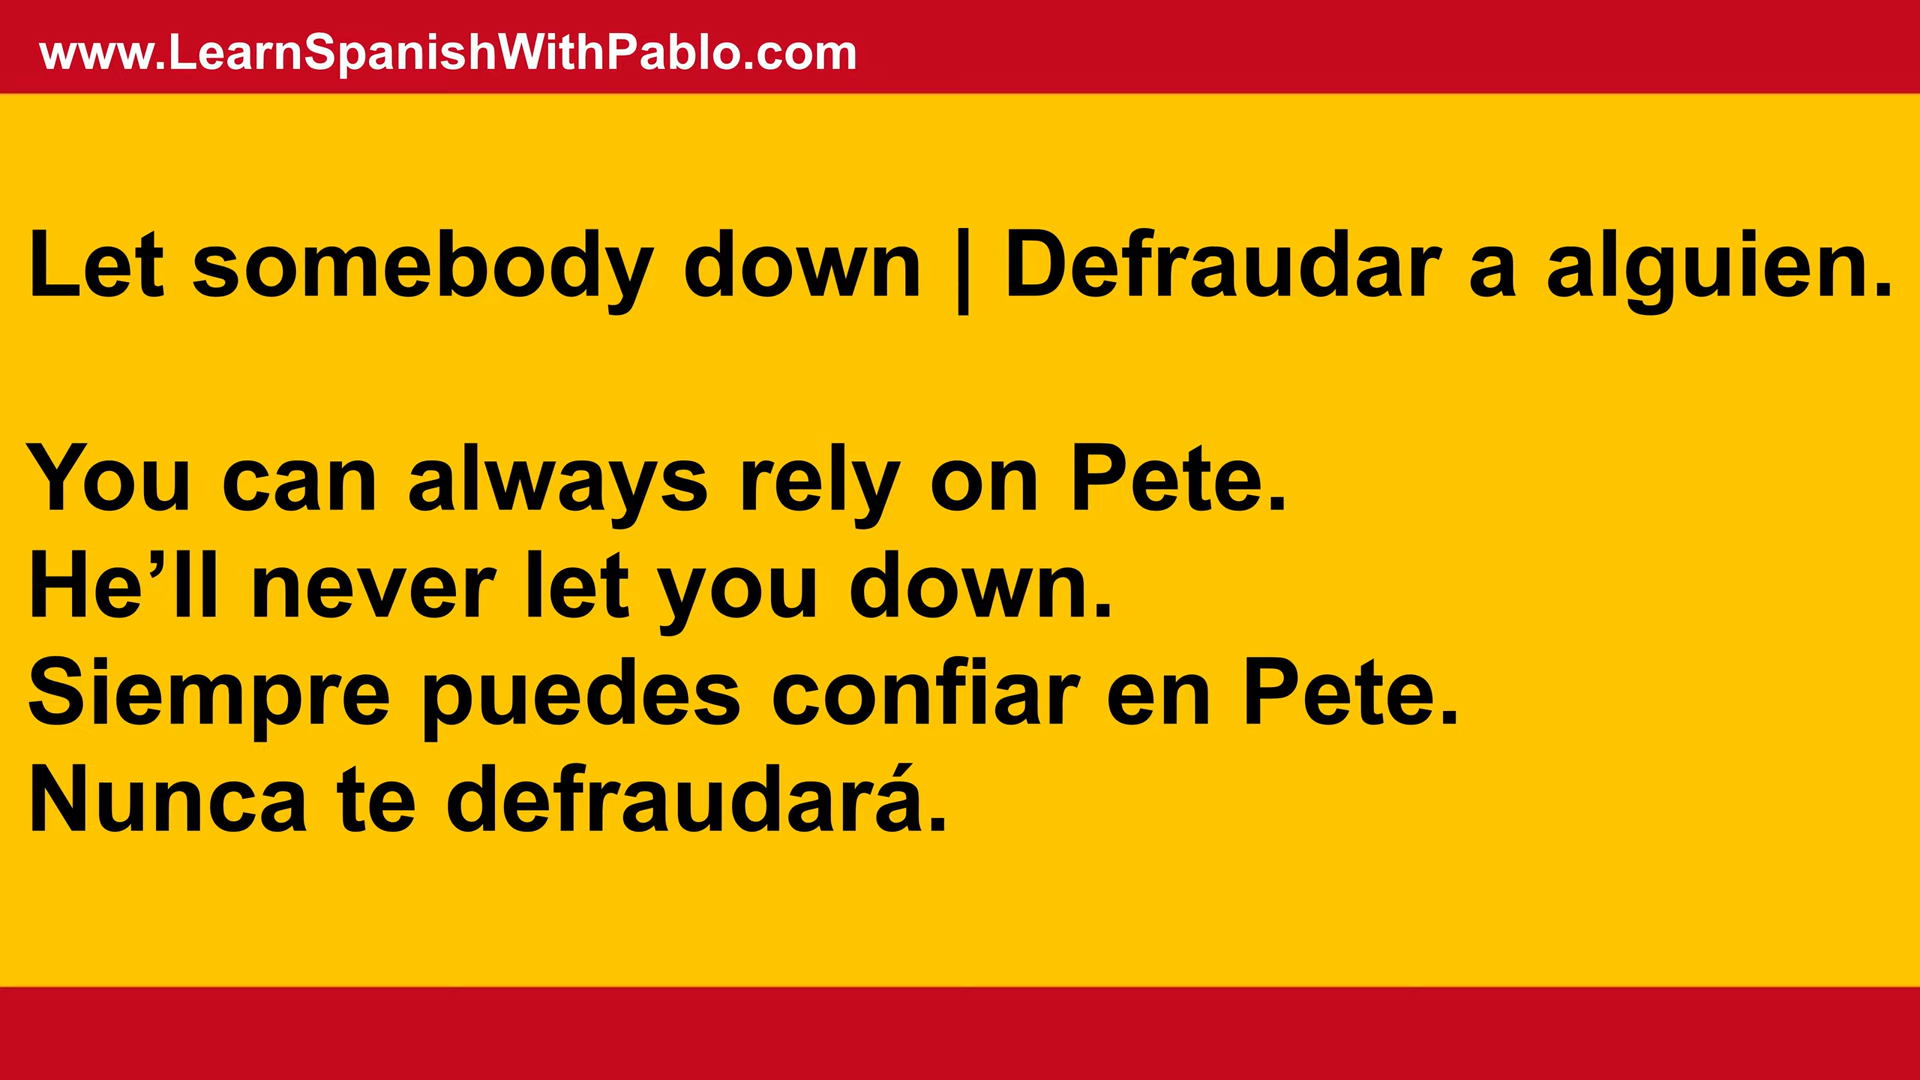 www.LearnSpanishWithPablo.com
Let somebody down | Defraudar a alguien.
You can always rely on Pete.
He’ll never let you down.
Siempre puedes confiar en Pete.
Nunca te defraudará.